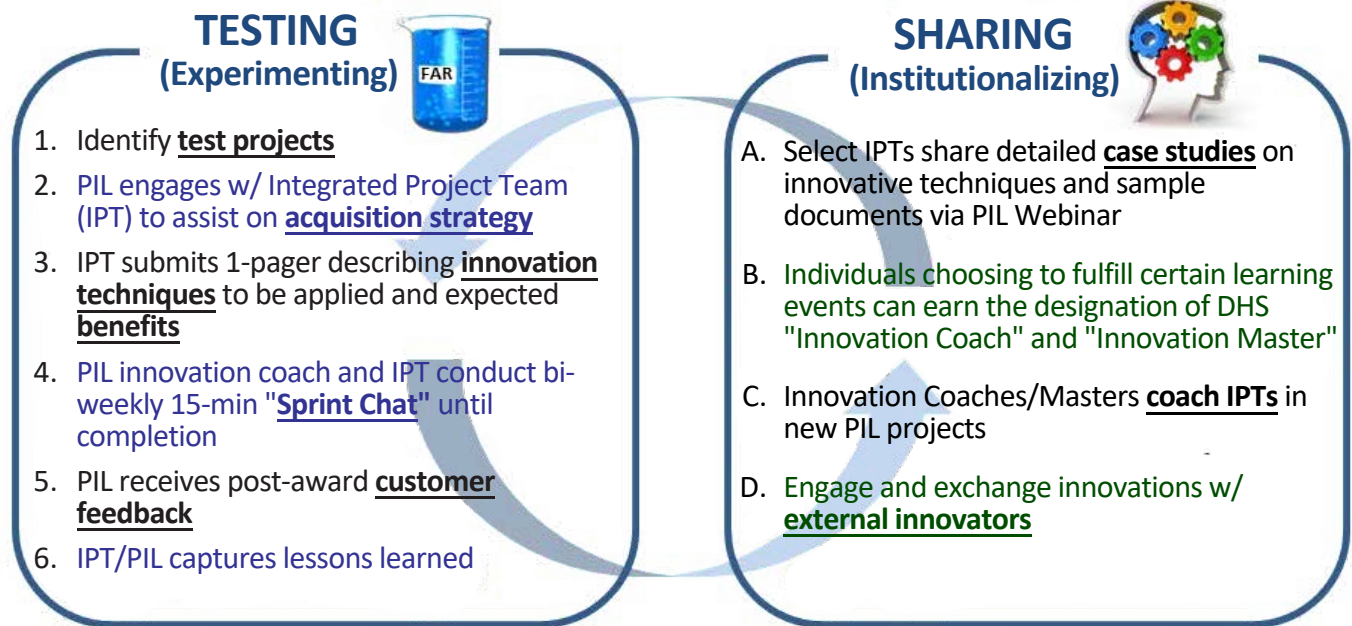 TESTING
(Experimenting)
FAR
1. Identify test projects
2. PIL engages w/ Integrated Project Team
(IPT) to assist on acquisition strategy
3. IPT submits 1-pager describing innovation
techniques to be applied and expected
benefits
4. PIL innovation coach and IPT conduct bi-
weekly 15-min "Sprint Chat" until
completion
5. PIL receives post-award customer
feedback
6. IPT/PIL captures lessons learned
SHARING
(Institutionalizing)
A. Select IPTs share detailed case studies on
innovative techniques and sample
documents via PIL Webinar
B. Individuals choosing to fulfill certain learning
events can earn the designation of DHS
"Innovation Coach" and "Innovation Master"
C. Innovation Coaches/Masters coach IPTs in
new PIL projects
D. Engage and exchange innovations w/
external innovators